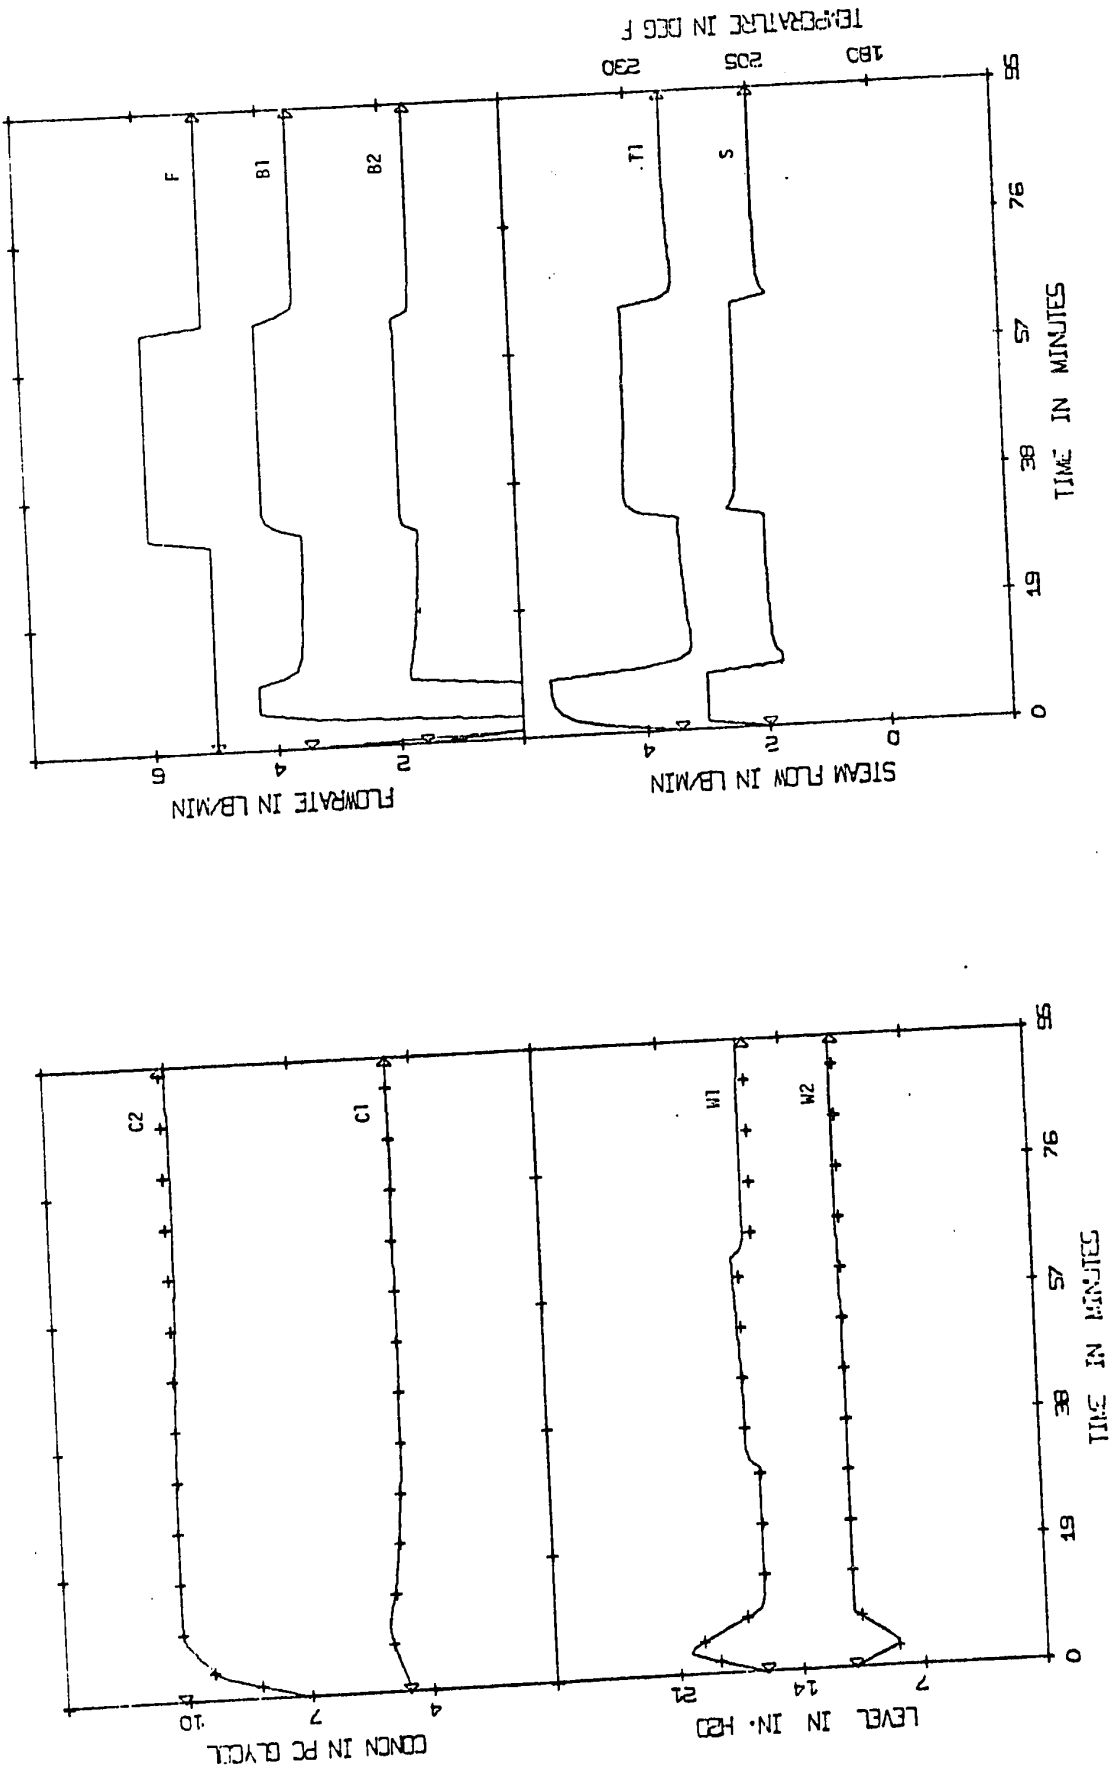 FLOWRATE IN LB/MIN
6
4
2
F
B1
B2
STEAM FLOW IN LB/MIN
4
2
0
T1
S
TEMPERATURE IN DEG F
230
205
180
0
19
38
57
76
95
TIME IN MINUTES
CONCN IN PC GLYCOL
10
7
4
C2
C1
LEVEL IN IN. H2O
21
14
7
W1
W2
0
19
38
57
76
95
TIME IN MINUTES